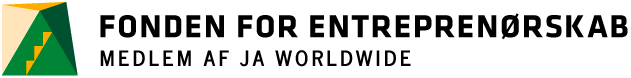 FONDEN FOR ENTREPRENØRSKAB
MEDLEM AF JA WORLDWIDE